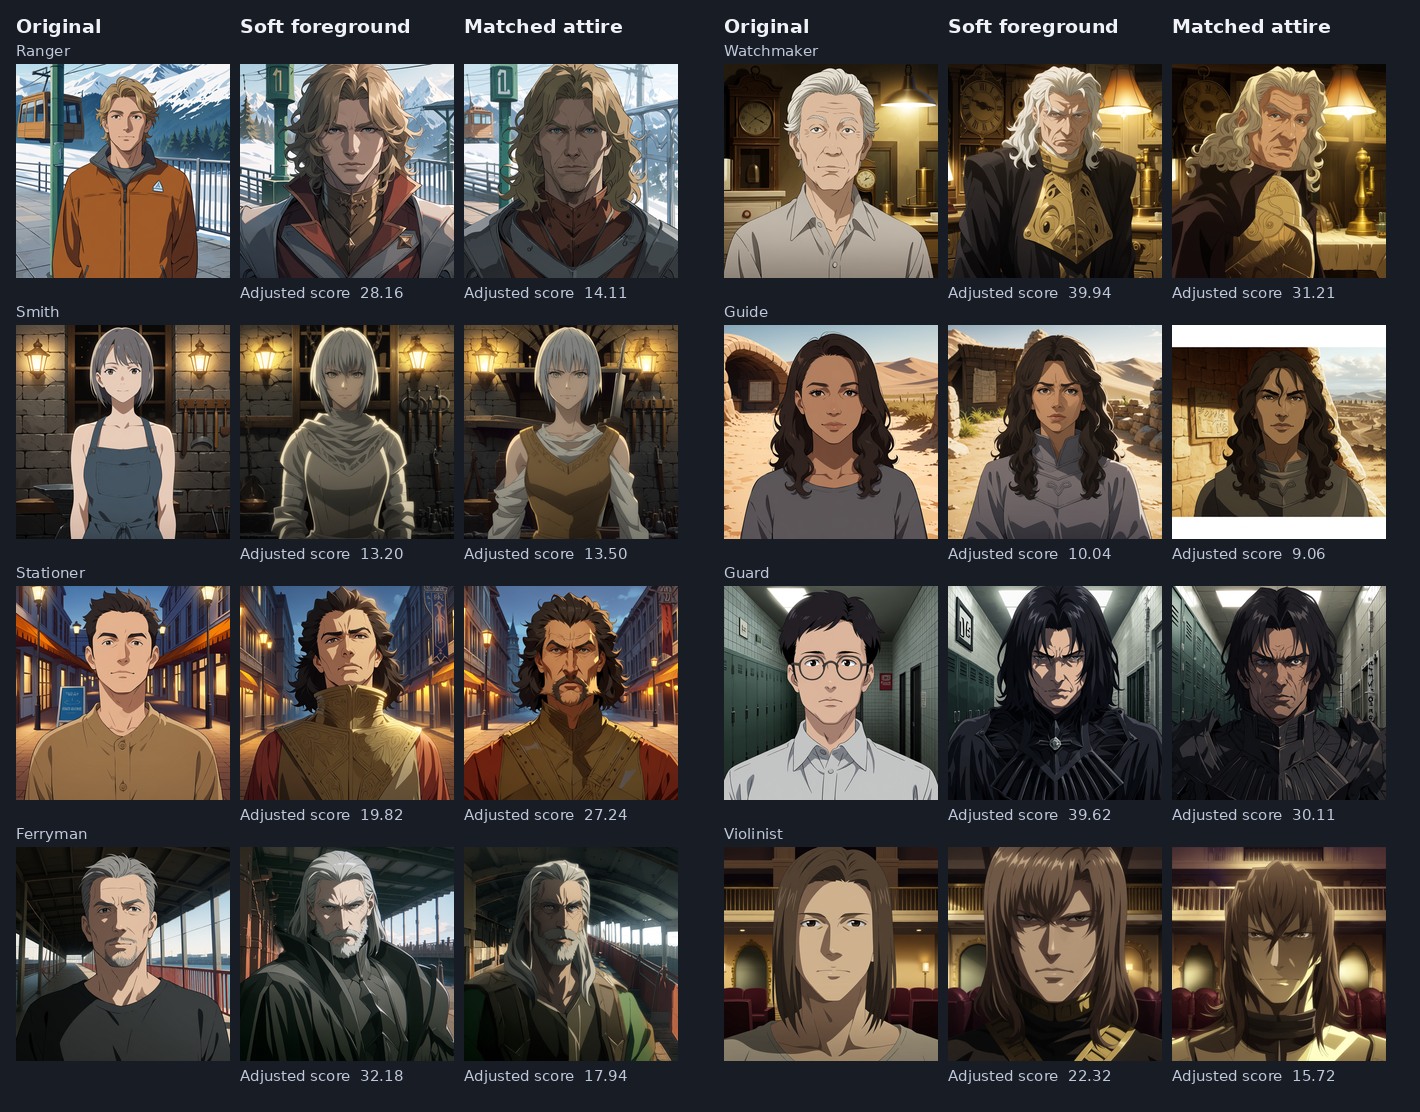 Original Soft foreground Matched attire
Ranger
Adjusted score 28.16 Adjusted score 14.11
Smith
Adjusted score 13.20 Adjusted score 13.50
Stationer
Adjusted score 19.82 Adjusted score 27.24
Ferryman
Adjusted score 32.18 Adjusted score 17.94
Original Soft foreground Matched attire
Watchmaker
Adjusted score 39.94 Adjusted score 31.21
Guide
Adjusted score 10.04 Adjusted score 9.06
Guard
Adjusted score 39.62 Adjusted score 30.11
Violinist
Adjusted score 22.32 Adjusted score 15.72